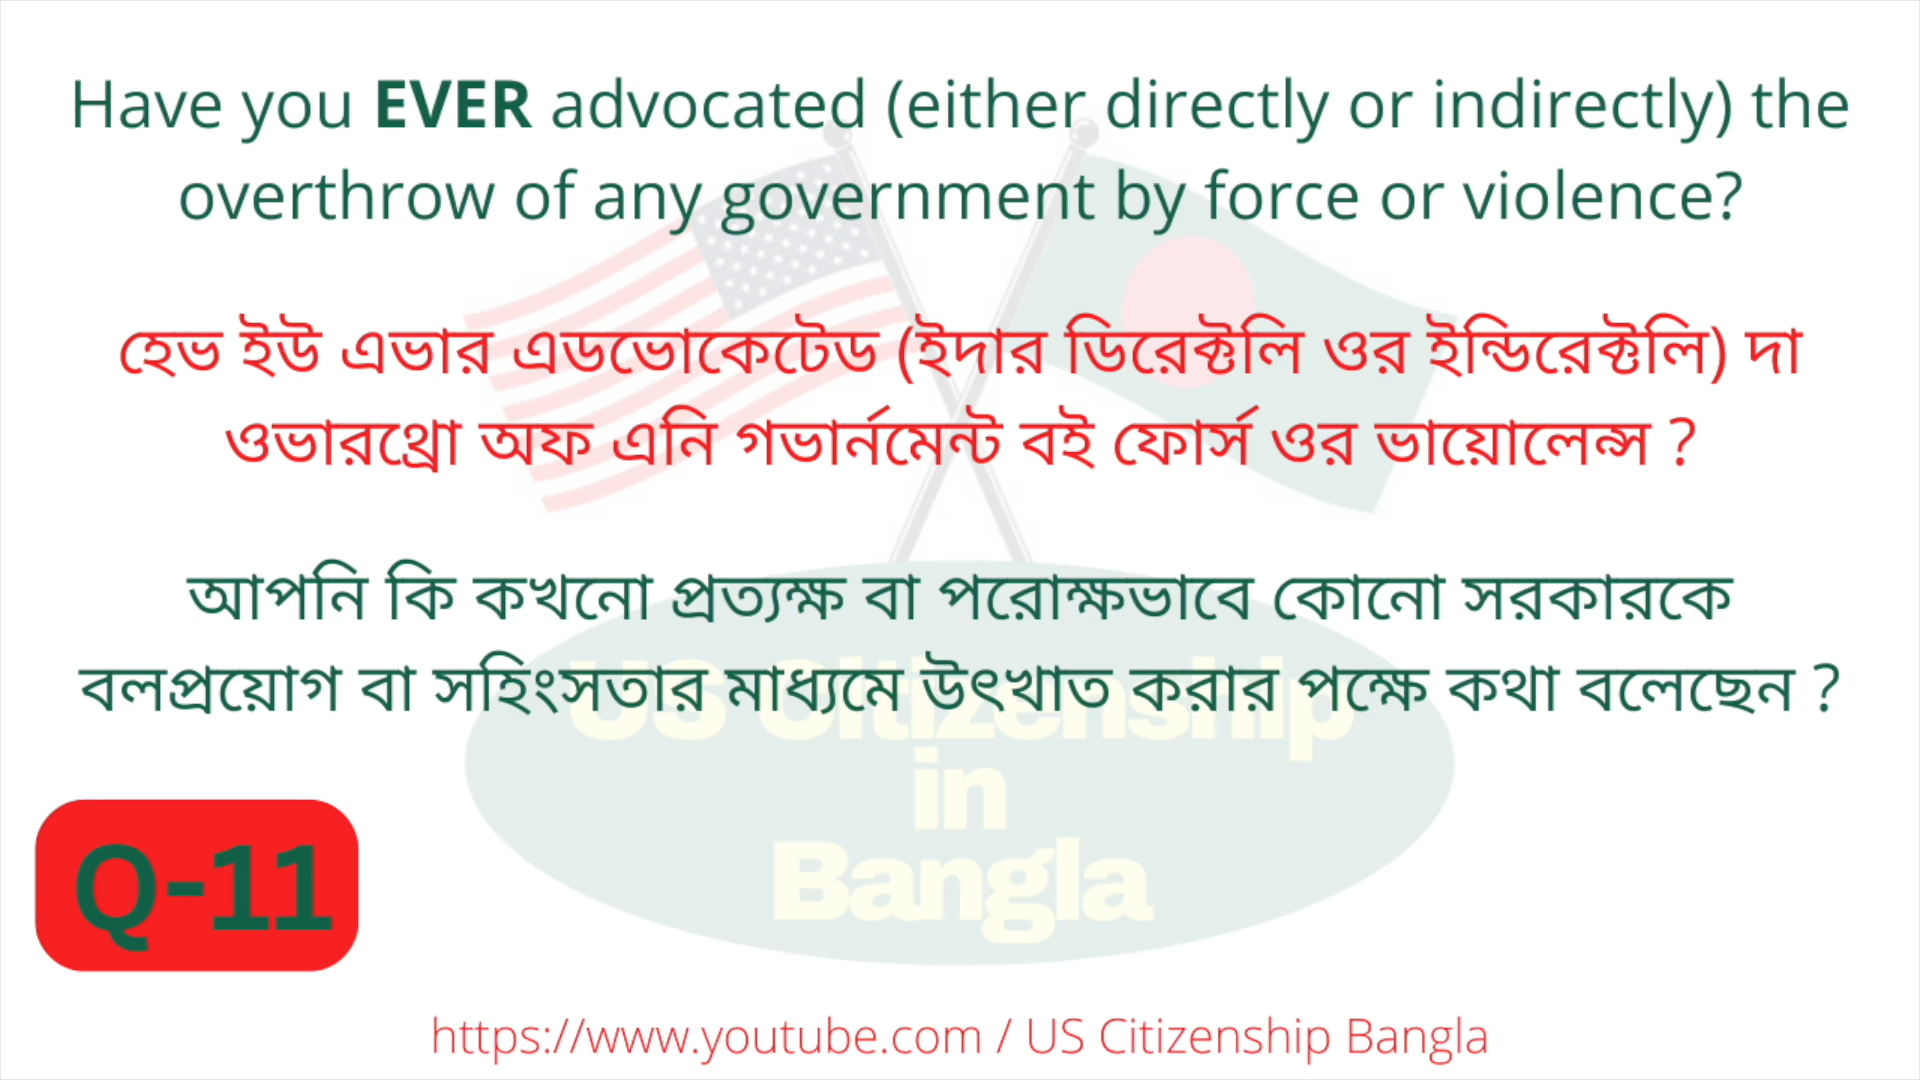 Have you EVER advocated (either directly or indirectly) the
overthrow of any government by force or violence?
হেভ ইউ এভার এডভোকেটেড (ইদার ডিরেক্টলি ওর ইন্ডিরেক্টলি) দা
ওভারথ্রো অফ এনি গভার্নমেন্ট বই ফোর্স ওর ভায়োলেন্স ?
আপনি কি কখনো প্রত্যক্ষ বা পরোক্ষভাবে কোনো সরকারকে
বলপ্রয়োগ বা সহিংসতার মাধ্যমে উৎখাত করার পক্ষে কথা বলেছেন ?
US Citizenship
in
Bangla
Q-11
https://www.youtube.com / US Citizenship Bangla